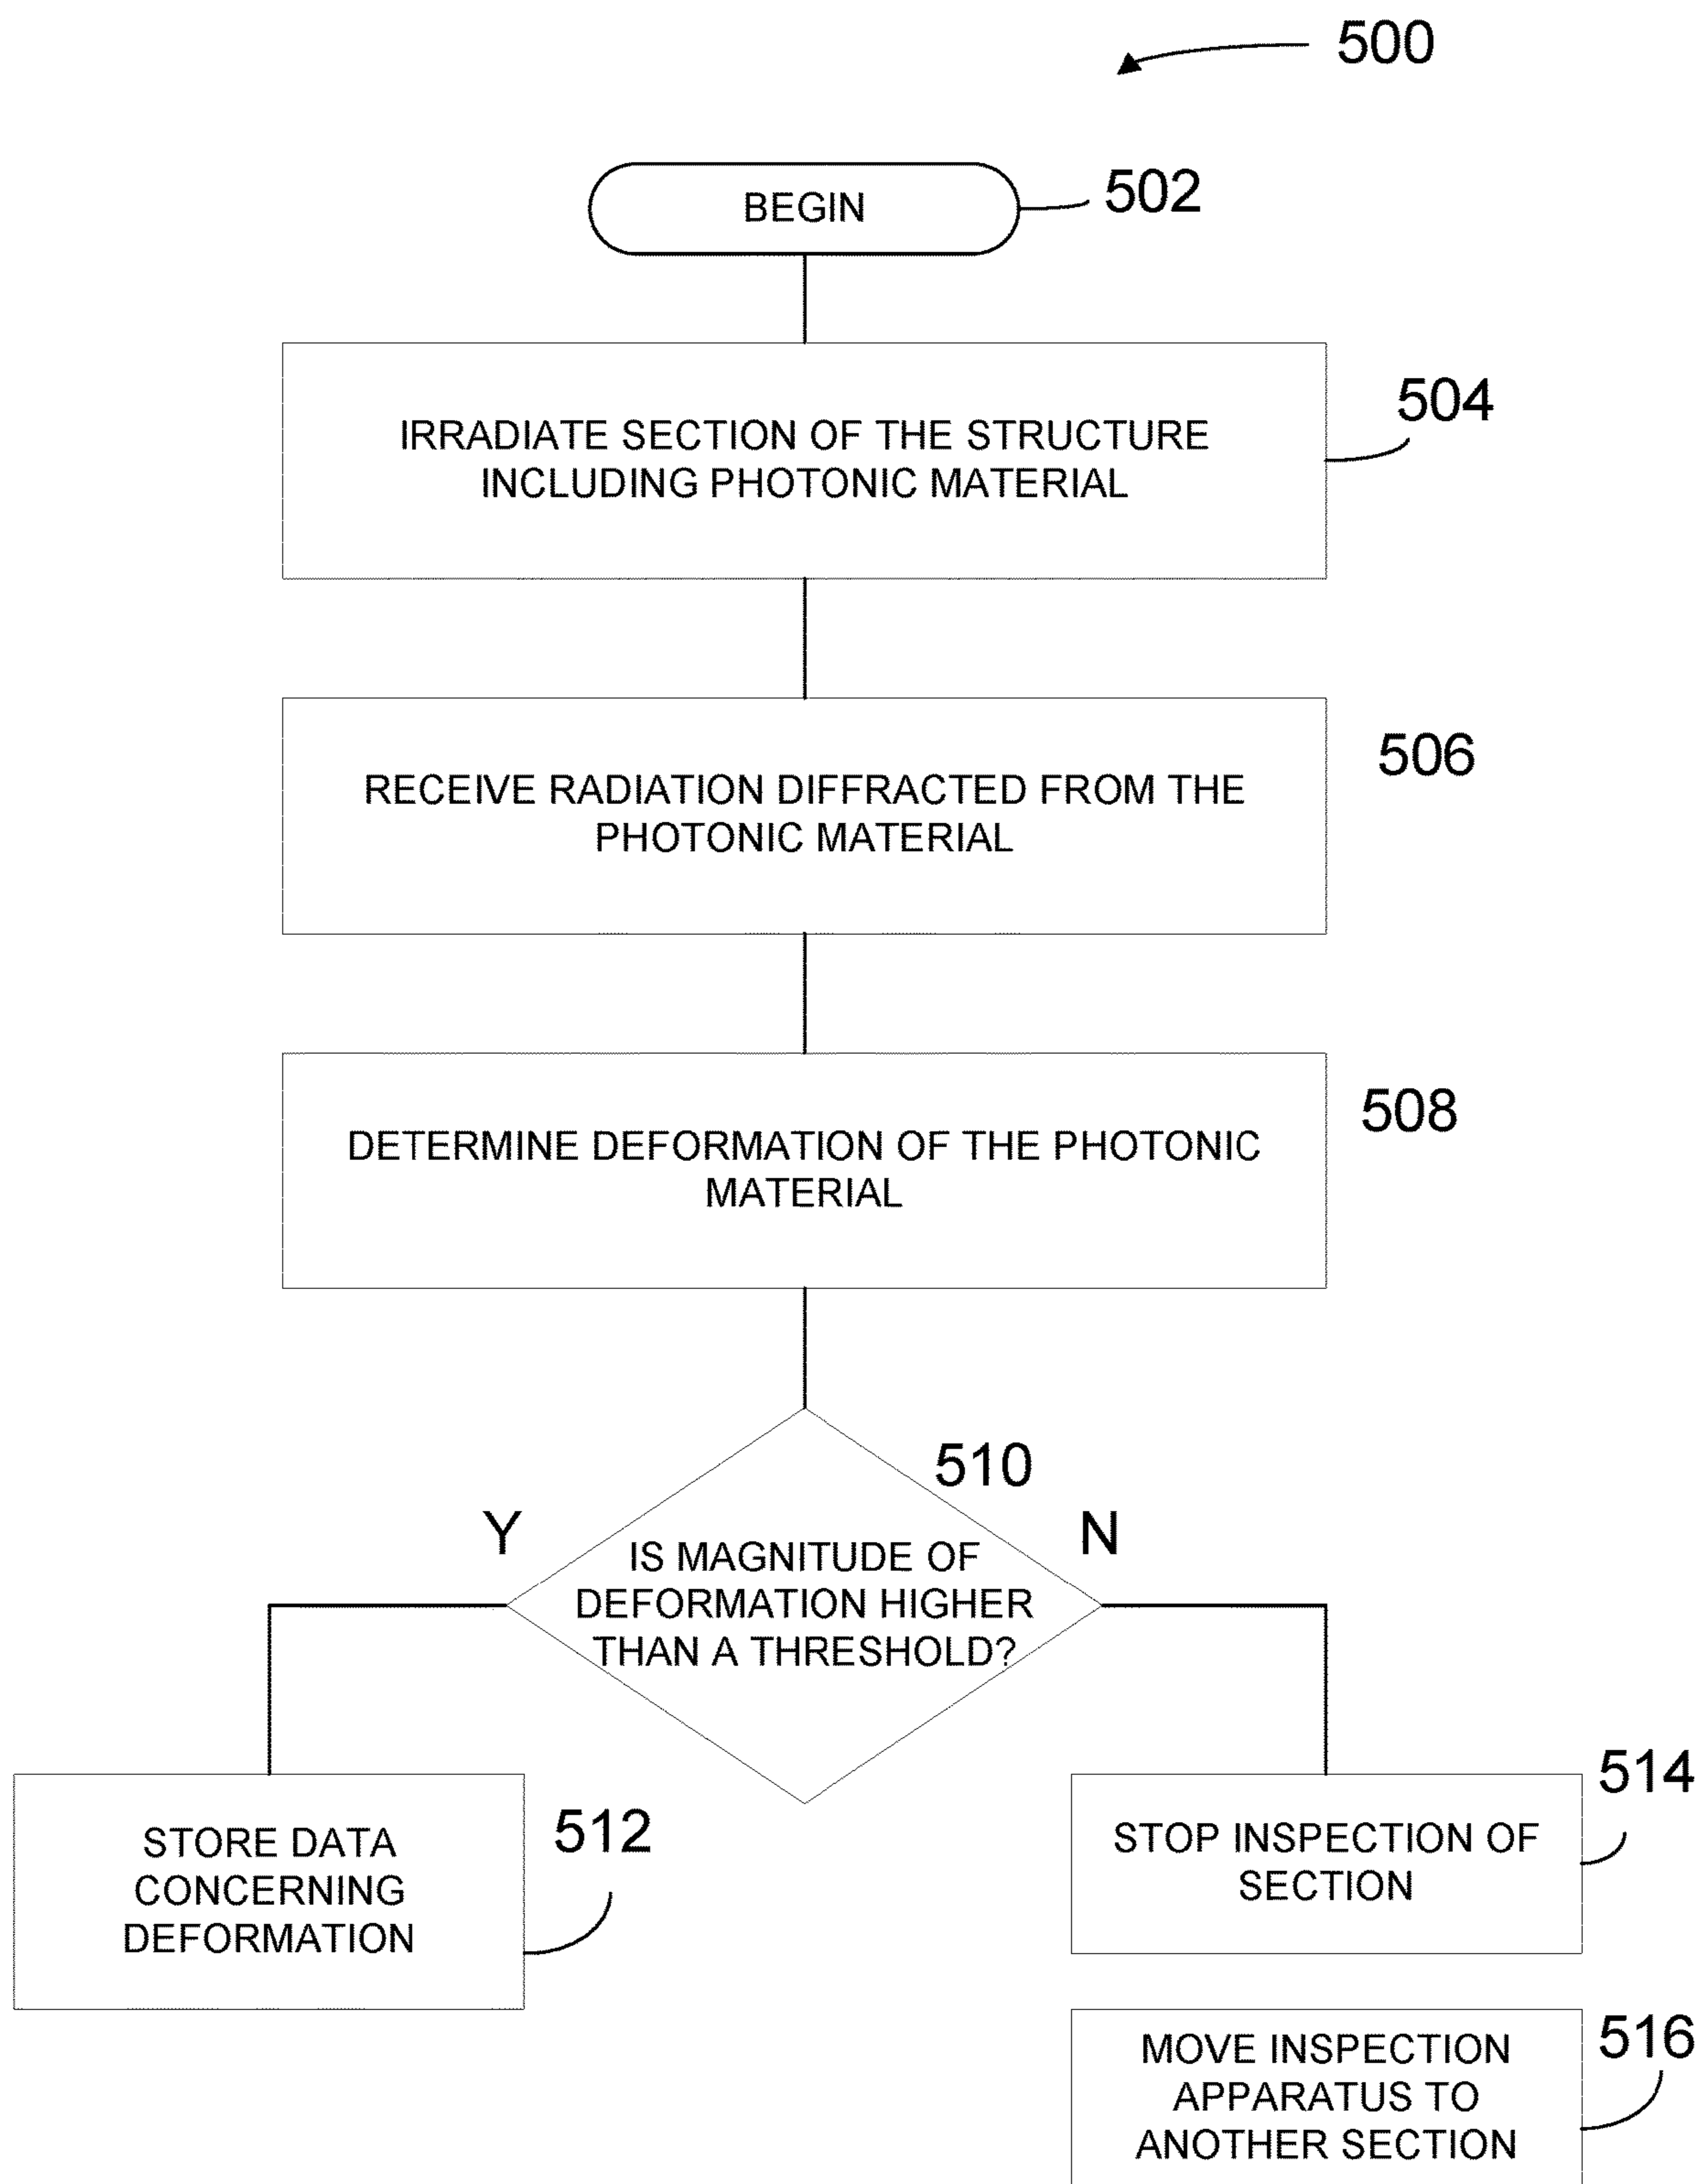 500
BEGIN
502
IRRADIATE SECTION OF THE STRUCTURE
INCLUDING PHOTONIC MATERIAL
504
RECEIVE RADIATION DIFFRACTED FROM THE
PHOTONIC MATERIAL
506
DETERMINE DEFORMATION OF THE PHOTONIC
MATERIAL
508
510
Y
N
IS MAGNITUDE OF
DEFORMATION HIGHER
THAN A THRESHOLD?
STORE DATA
CONCERNING
DEFORMATION
512
STOP INSPECTION OF
SECTION
514
MOVE INSPECTION
APPARATUS TO
ANOTHER SECTION
516